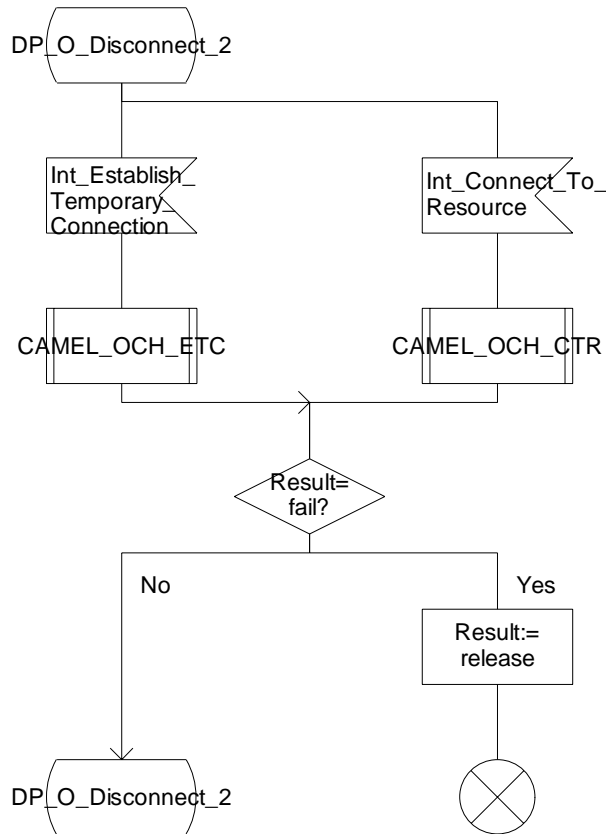 DP_O_Disconnect_2
Int_Establish_
Temporary_
Connection
Int_Connect_To_
Resource
CAMEL_OCH_ETC
CAMEL_OCH_CTR
Result=
fail?
No
Yes
Result:=
release
DP_O_Disconnect_2